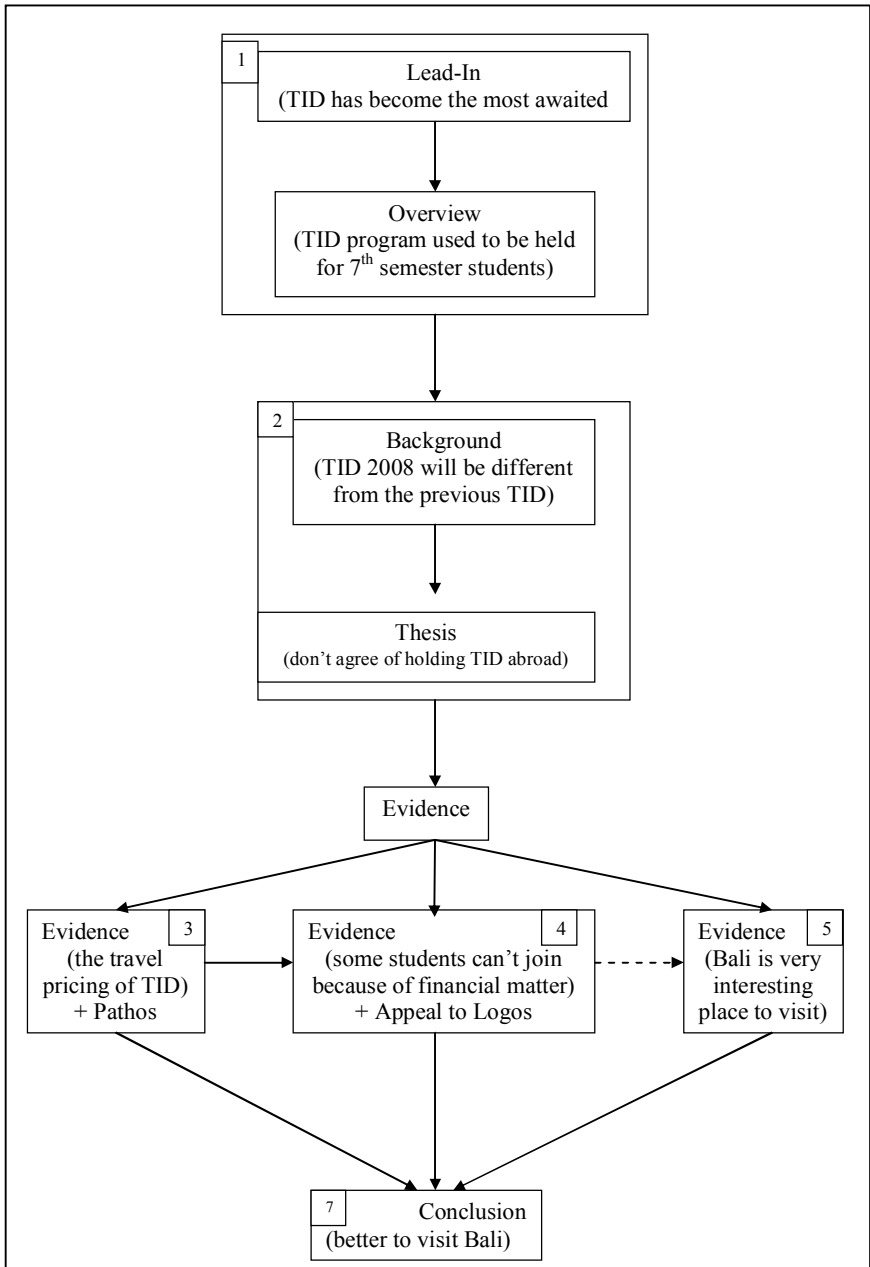 1
Lead-In
(TID has become the most awaited
Overview
(TID program used to be held
for 7th semester students)
2
Background
(TID 2008 will be different
from the previous TID)
Thesis
(don't agree of holding TID abroad)
Evidence
3
Evidence
(the travel
pricing of TID)
+ Pathos
4
Evidence
(some students can't join
because of financial matter)
+ Appeal to Logos
5
Evidence
(Bali is very
interesting
place to visit)
7
Conclusion
(better to visit Bali)